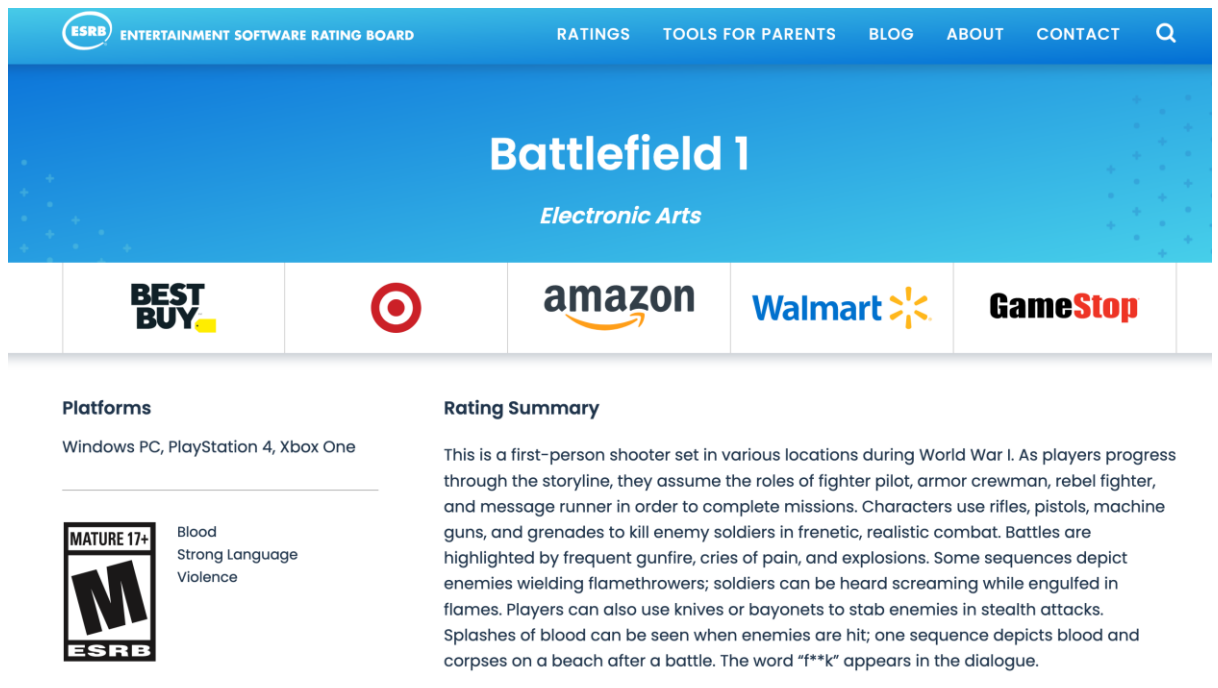 ESRB ENTERTAINMENT SOFTWARE RATING BOARD RATINGS TOOLS FOR PARENTS BLOG ABOUT CONTACT
Battlefield 1
Electronic Arts
BEST BUY amazon Walmart GameStop
Platforms
Windows PC, PlayStation 4, Xbox One
MATURE 17+
M
ESRB
Blood
Strong Language
Violence
Rating Summary
This is a first-person shooter set in various locations during World War I. As players progress
through the storyline, they assume the roles of fighter pilot, armor crewman, rebel fighter,
and message runner in order to complete missions. Characters use rifles, pistols, machine
guns, and grenades to kill enemy soldiers in frenetic, realistic combat. Battles are
highlighted by frequent gunfire, cries of pain, and explosions. Some sequences depict
enemies wielding flamethrowers; soldiers can be heard screaming while engulfed in
flames. Players can also use knives or bayonets to stab enemies in stealth attacks.
Splashes of blood can be seen when enemies are hit; one sequence depicts blood and
corpses on a beach after a battle. The word “f**k” appears in the dialogue.